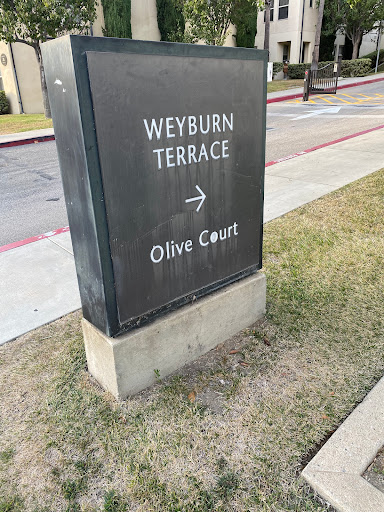 WEYBURN
TERRACE
→
Olive Court